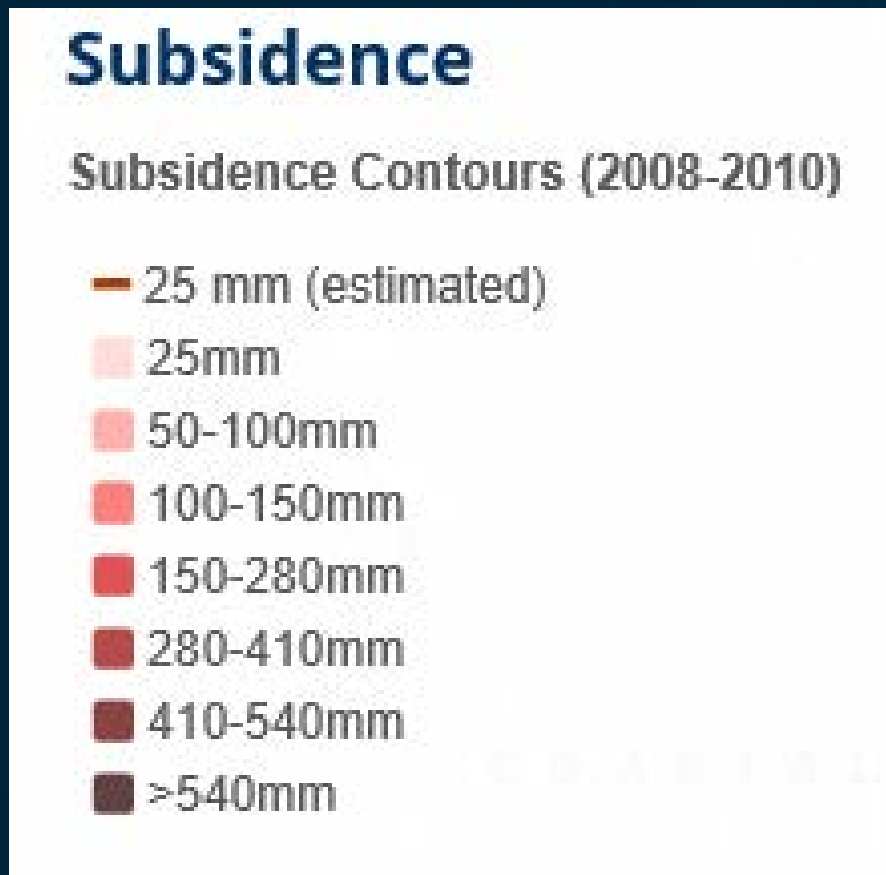 Subsidence
Subsidence Contours (2008-2010)
25 mm (estimated)
25mm
50-100mm
100-150mm
150-280mm
280-410mm
410-540mm
>540mm